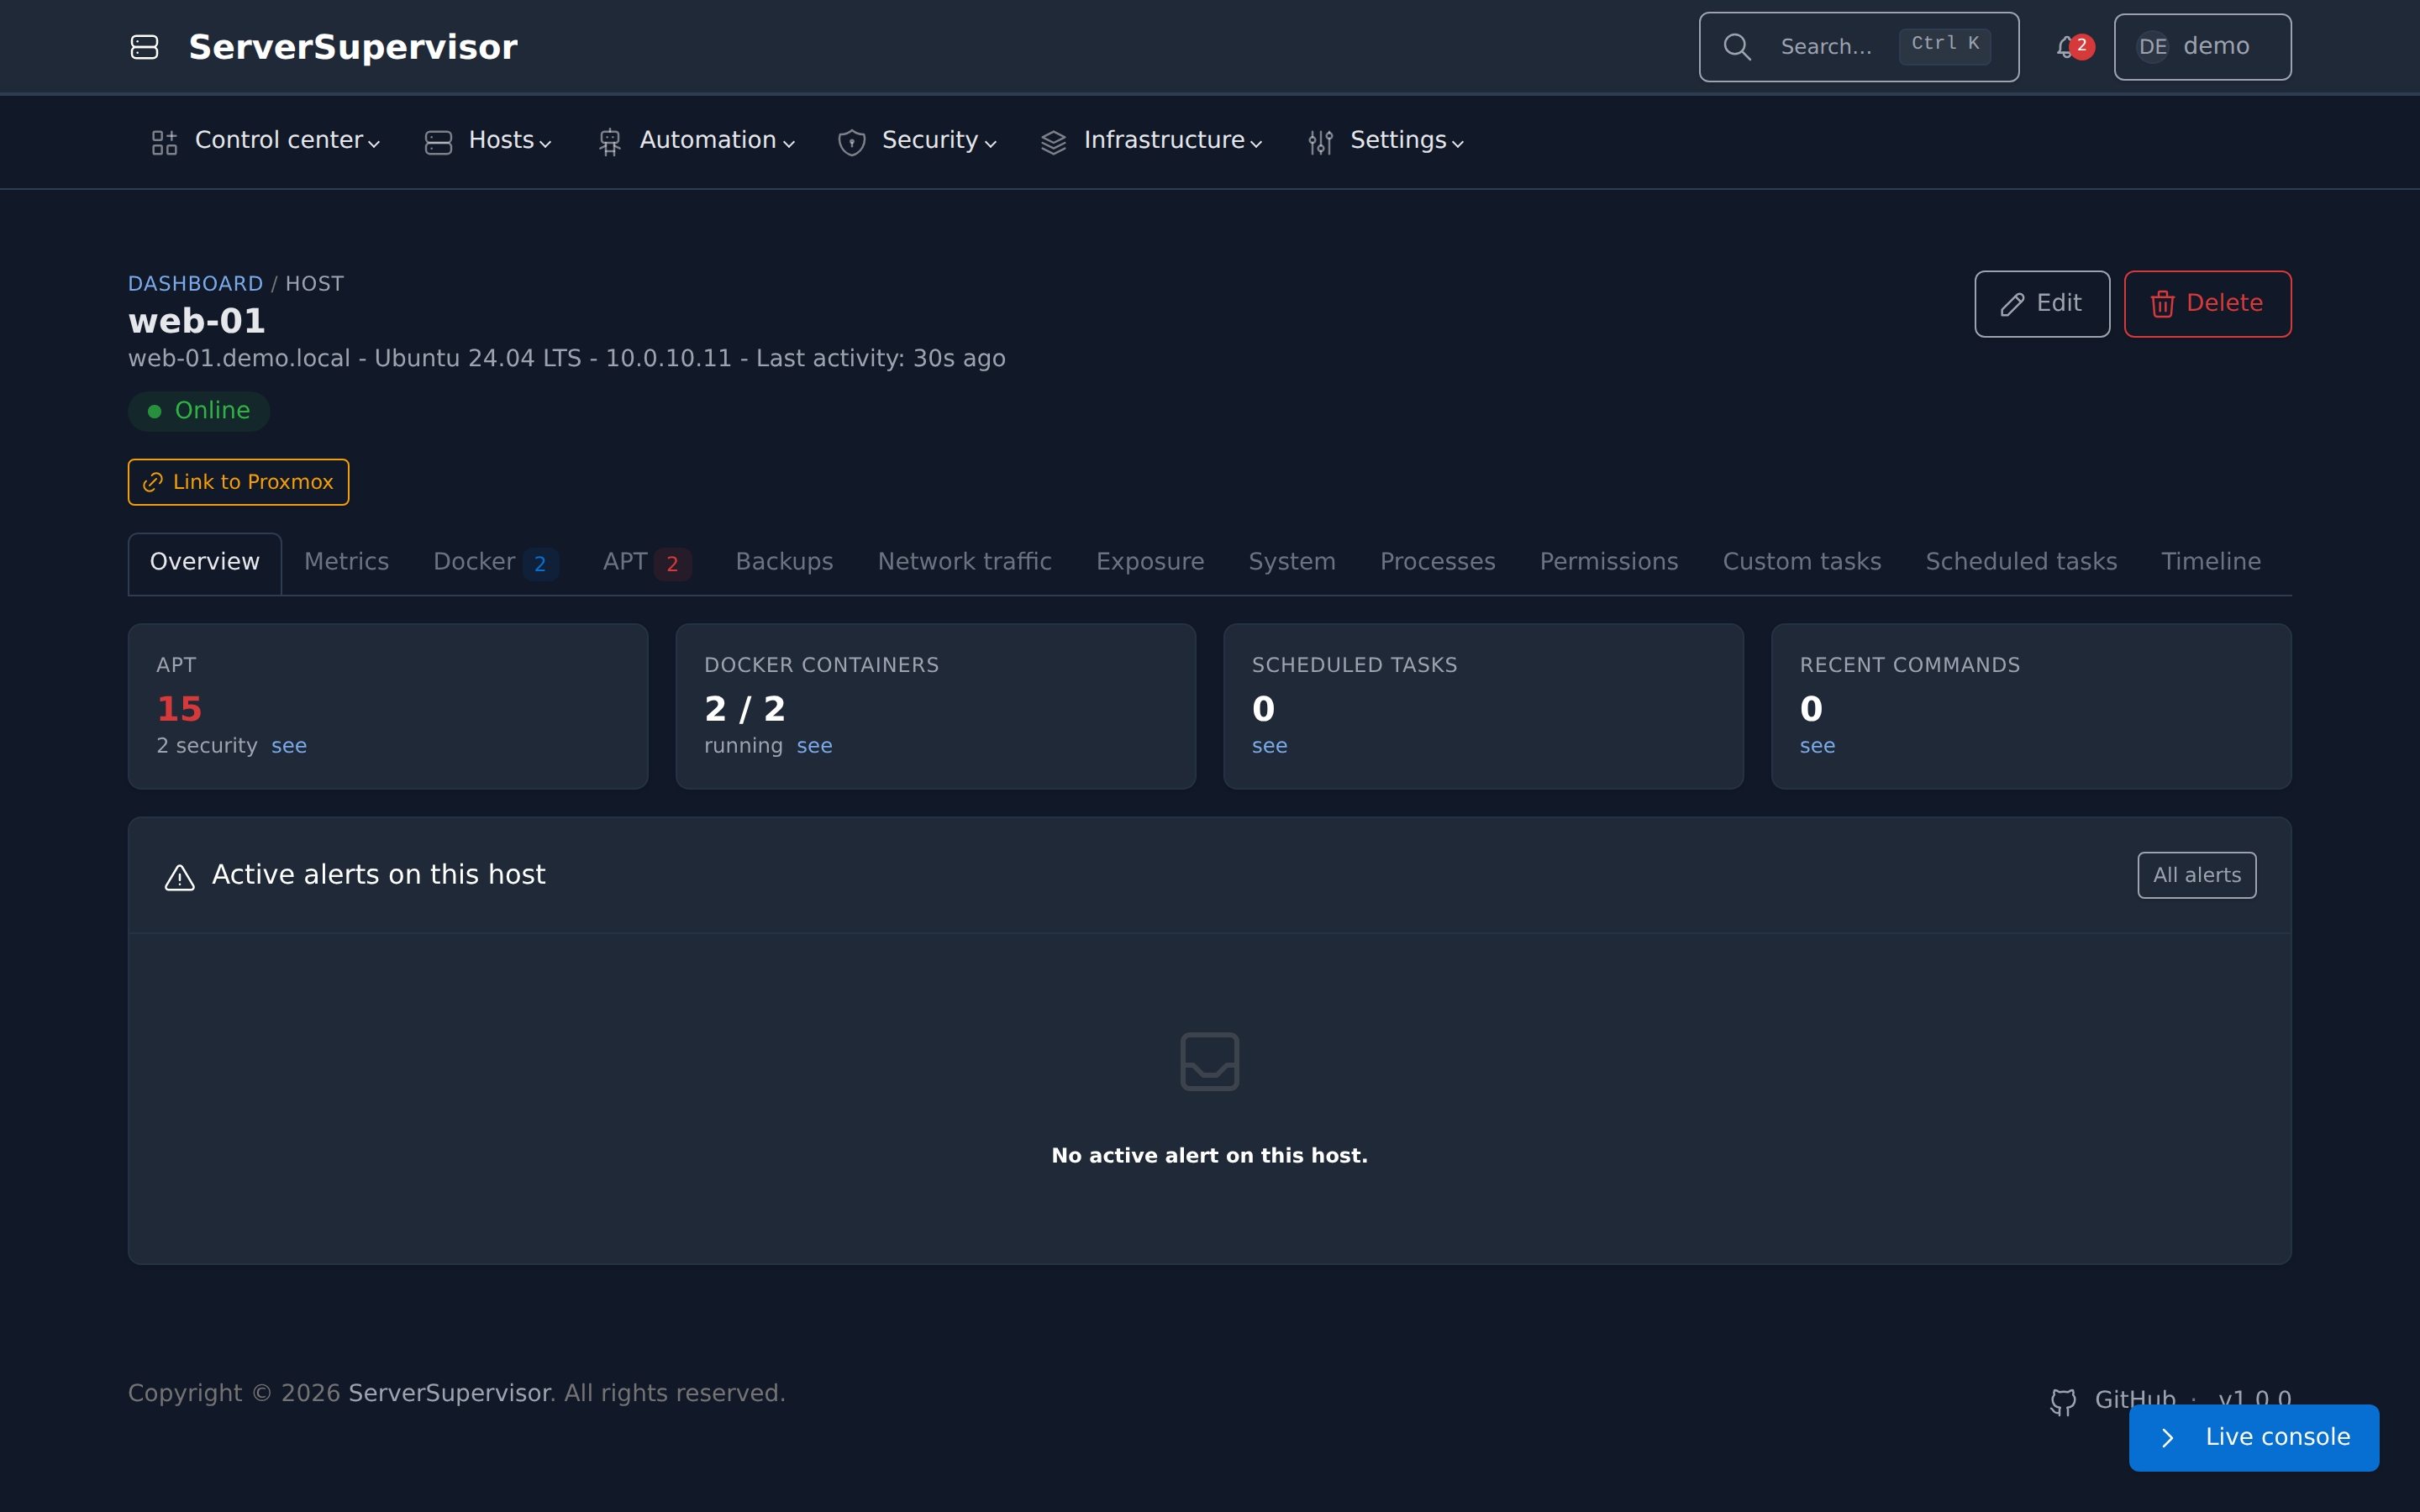 ServerSupervisor
Search... Ctrl K
2
DE demo
Control center Hosts Automation Security Infrastructure Settings
DASHBOARD / HOST
web-01
web-01.demo.local - Ubuntu 24.04 LTS - 10.0.10.11 - Last activity: 30s ago
Edit Delete
Online
Link to Proxmox
Overview Metrics Docker 2 APT 2 Backups Network traffic Exposure System Processes Permissions Custom tasks Scheduled tasks Timeline
APT
15
2 security see
DOCKER CONTAINERS
2 / 2
running see
SCHEDULED TASKS
0
see
RECENT COMMANDS
0
see
Active alerts on this host
All alerts
No active alert on this host.
Copyright © 2026 ServerSupervisor. All rights reserved.
GitHub · v1.0.0
Live console